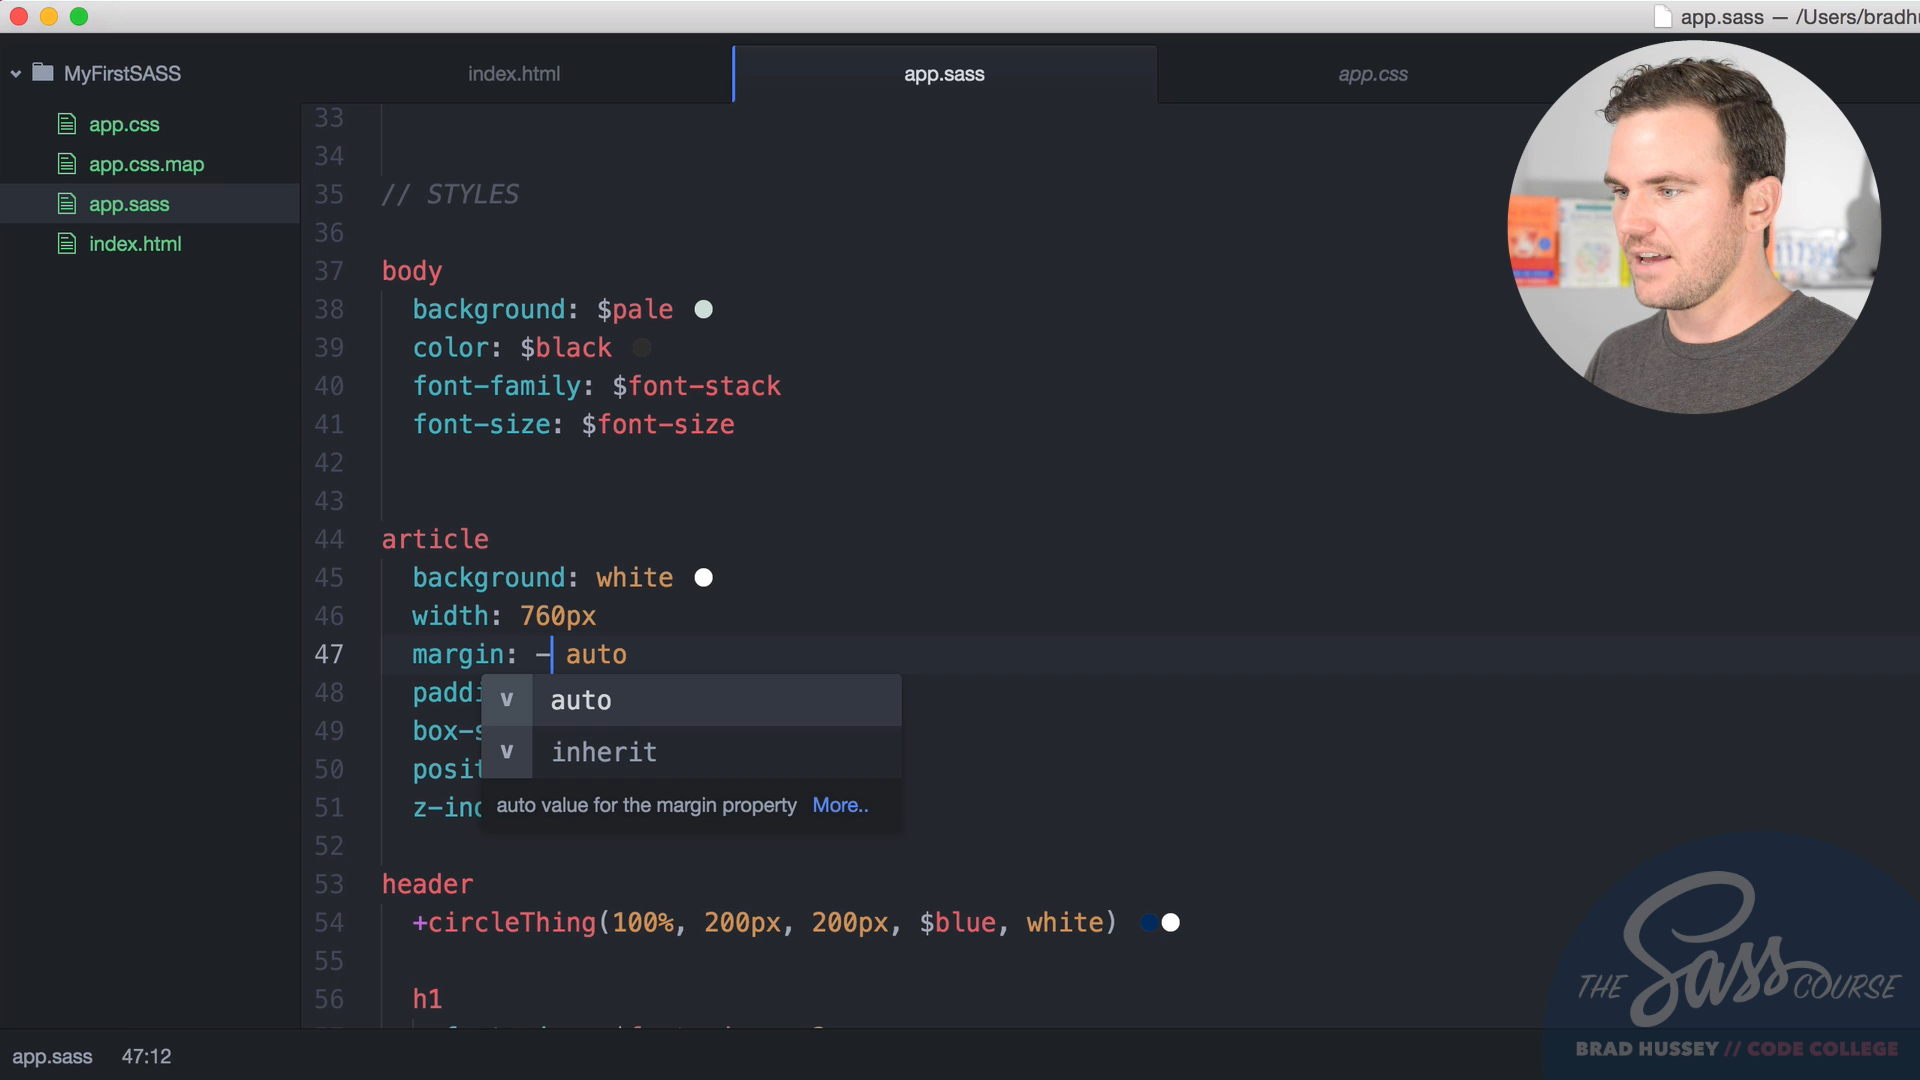 app.sass — /Users/bradhu
MyFirstSASS
index.html
app.sass
app.css
app.css
app.css.map
app.sass
index.html
33
34
35 // STYLES
36
37 body
38 background: $pale
39 color: $black
40 font-family: $font-stack
41 font-size: $font-size
42
43
44 article
45 background: white
46 width: 760px
47 margin: - auto
48 paddi
49 box-s
50 posit
51 z-ind
52
53 header
54 +circleThing(100%, 200px, 200px, $blue, white)
55
56 h1
v auto
v inherit
auto value for the margin property More..
app.sass 47:12
THE Sass COURSE
BRAD HUSSEY // CODE COLLEGE